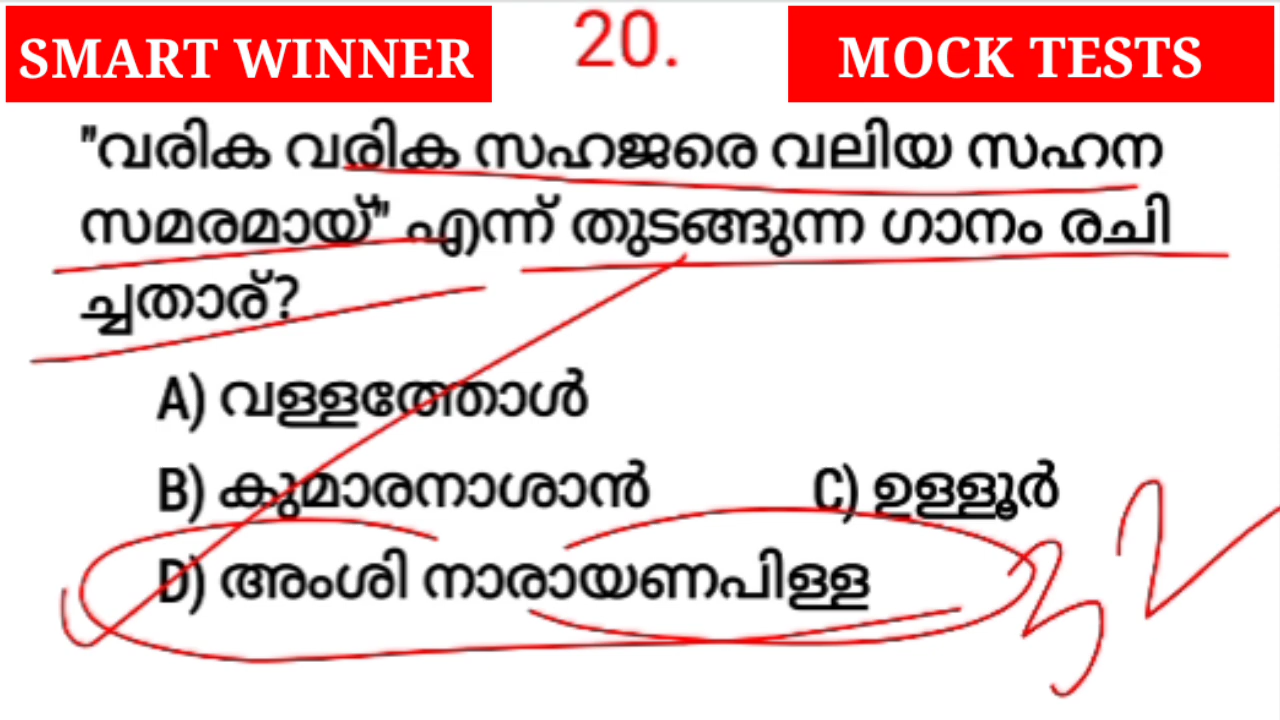 SMART WINNER 20. MOCK TESTS
"വരിക വരിക സഹജരെ വലിയ സഹന
സമരമായ്" എന്ന് തുടങ്ങുന്ന ഗാനം രചി
ച്ചതാര്?
A) വള്ളത്തോൾ
B) കുമാരനാശാൻ C) ഉള്ളൂർ
D) അംശി നാരായണപിള്ള